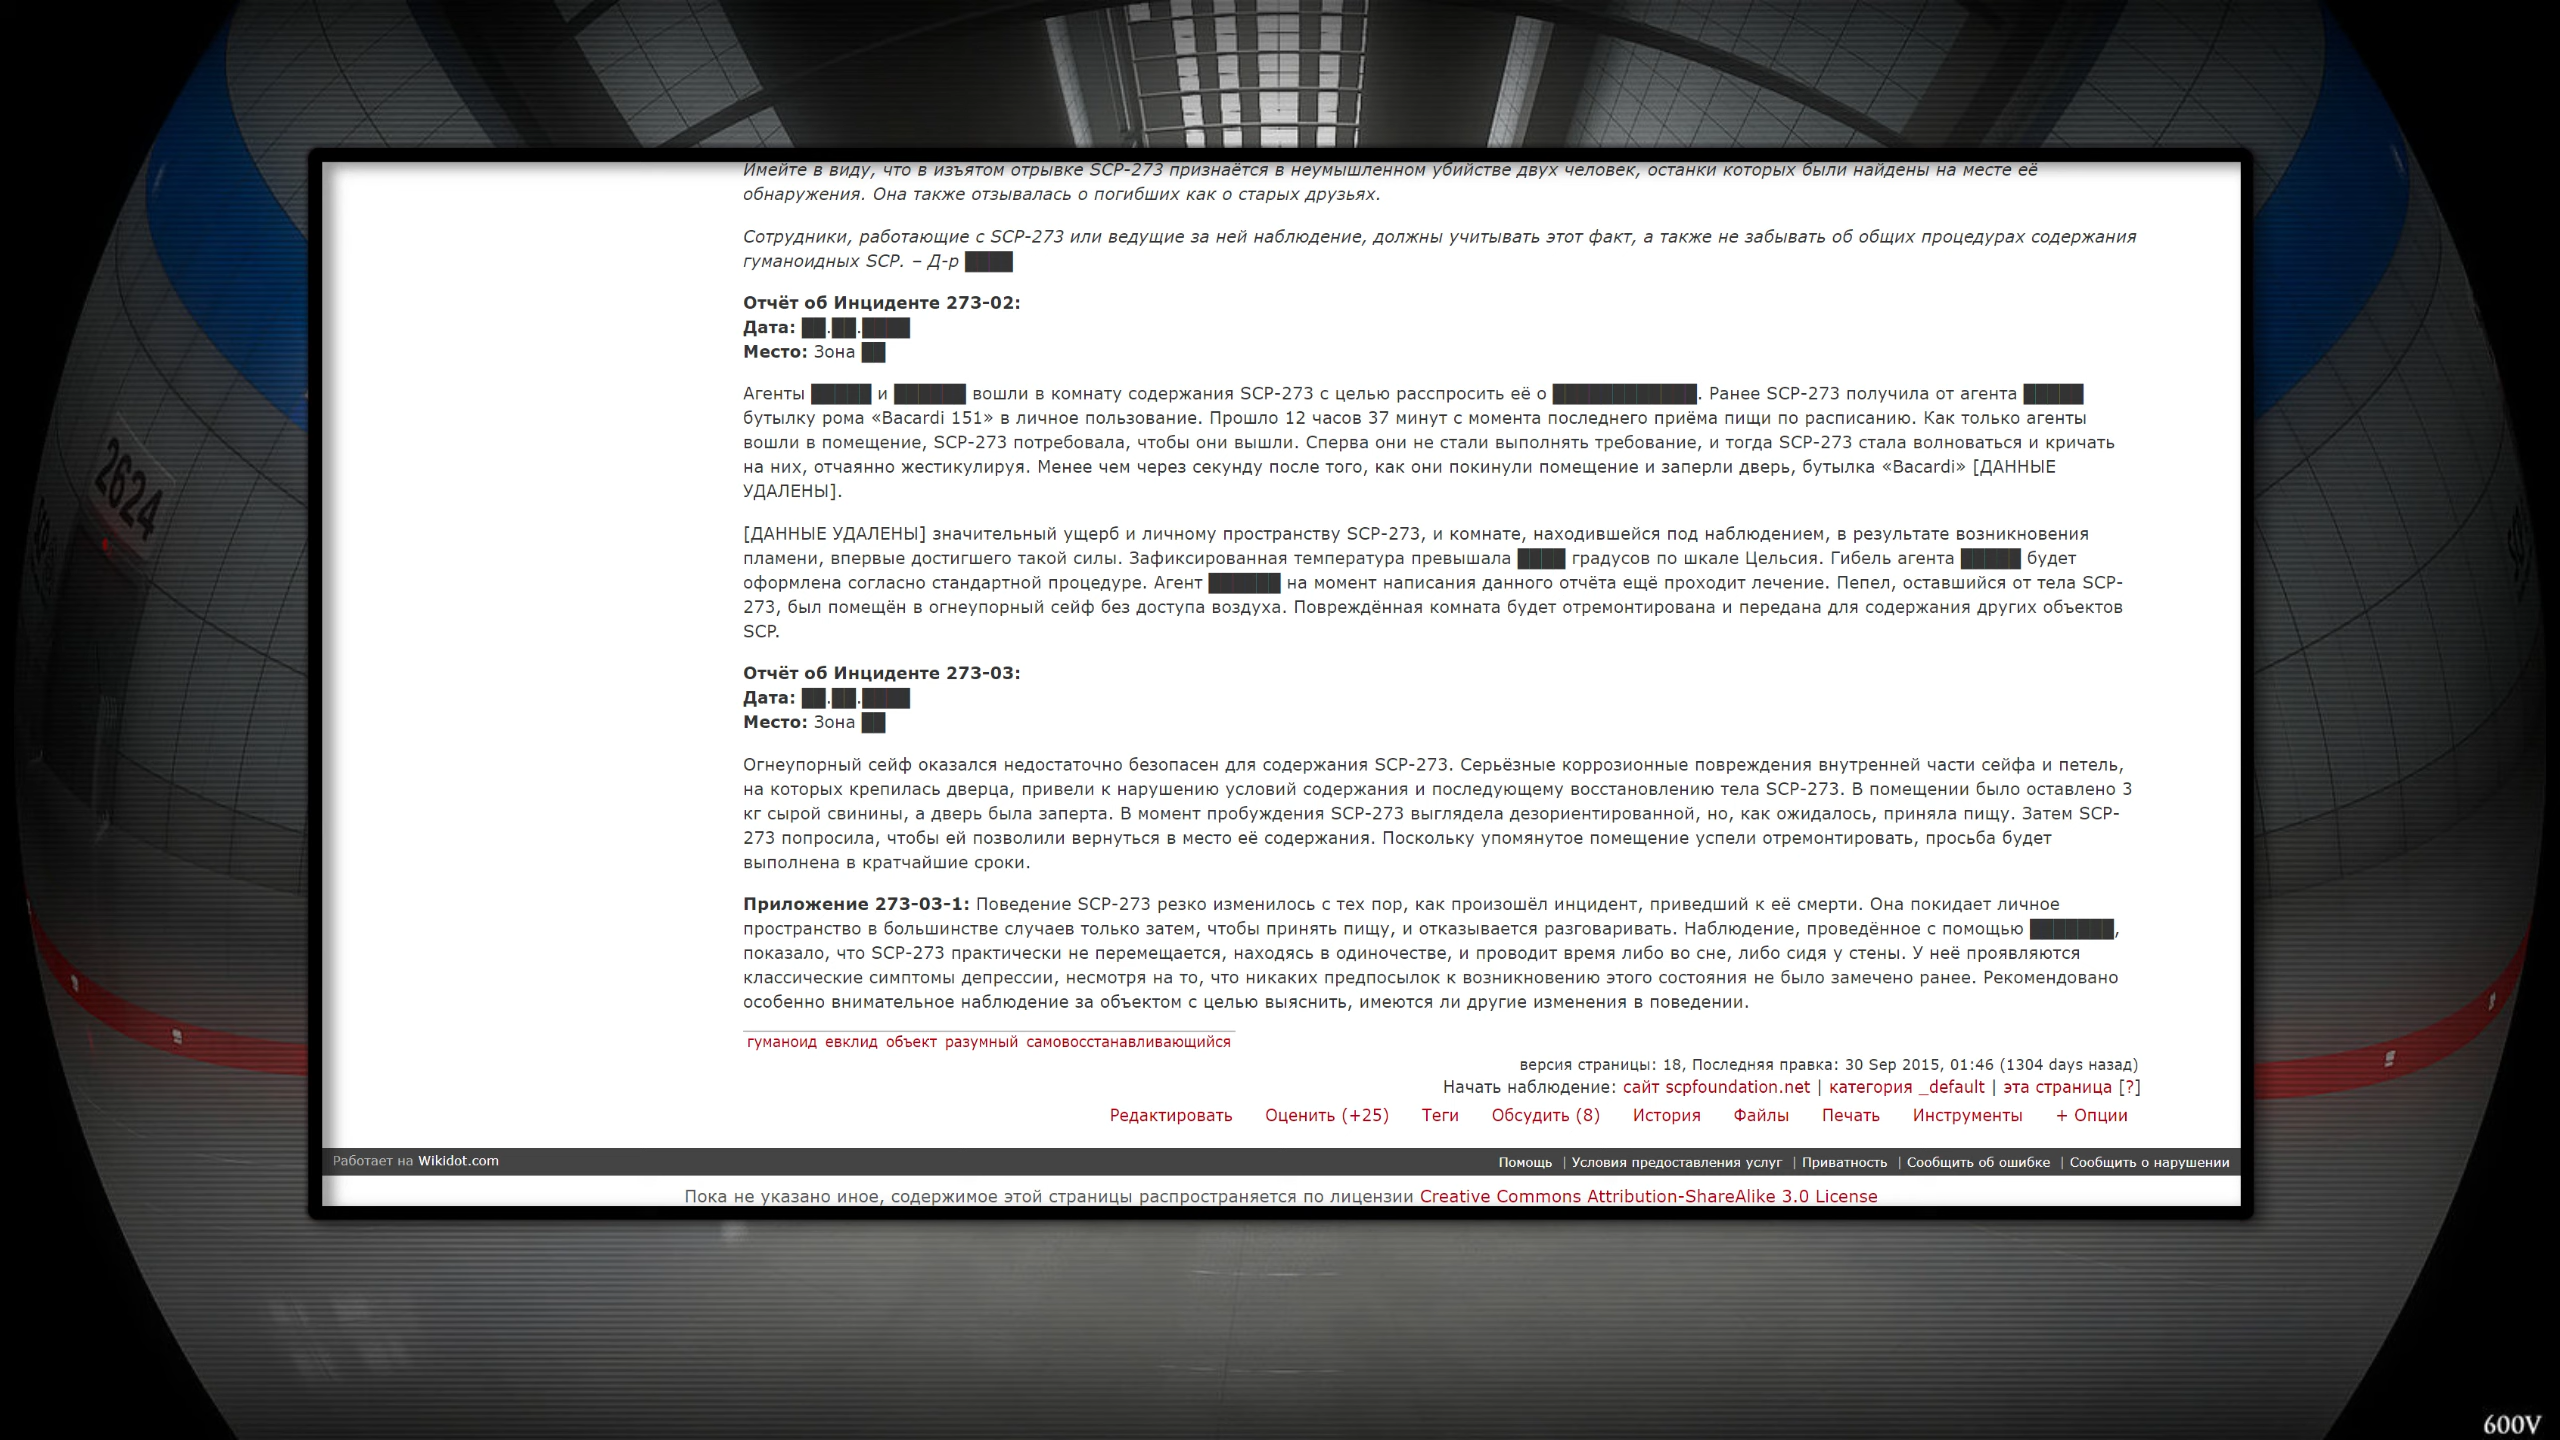 Имейте в виду, что в изъятом отрывке SCP-273 признаётся в неумышленном убийстве двух человек, останки которых были найдены на месте её
обнаружения. Она также отзывалась о погибших как о старых друзьях.
Сотрудники, работающие с SCP-273 или ведущие за ней наблюдение, должны учитывать этот факт, а также не забывать об общих процедурах содержания
гуманоидных SCP. – Д-р ████
Отчёт об Инциденте 273-02:
Дата: ██.██.████
Место: Зона ██
Агенты █████ и ██████ вошли в комнату содержания SCP-273 с целью расспросить её о ████████████. Ранее SCP-273 получила от агента █████
бутылку рома «Bacardi 151» в личное пользование. Прошло 12 часов 37 минут с момента последнего приёма пищи по расписанию. Как только агенты
вошли в помещение, SCP-273 потребовала, чтобы они вышли. Сперва они не стали выполнять требование, и тогда SCP-273 стала волноваться и кричать
на них, отчаянно жестикулируя. Менее чем через секунду после того, как они покинули помещение и заперли дверь, бутылка «Bacardi» [ДАННЫЕ
УДАЛЕНЫ].
[ДАННЫЕ УДАЛЕНЫ] значительный ущерб и личному пространству SCP-273, и комнате, находившейся под наблюдением, в результате возникновения
пламени, впервые достигшего такой силы. Зафиксированная температура превышала ████ градусов по шкале Цельсия. Гибель агента █████ будет
оформлена согласно стандартной процедуре. Агент ██████ на момент написания данного отчёта ещё проходит лечение. Пепел, оставшийся от тела SCP-
273, был помещён в огнеупорный сейф без доступа воздуха. Повреждённая комната будет отремонтирована и передана для содержания других объектов
SCP.
Отчёт об Инциденте 273-03:
Дата: ██.██.████
Место: Зона ██
Огнеупорный сейф оказался недостаточно безопасен для содержания SCP-273. Серьёзные коррозионные повреждения внутренней части сейфа и петель,
на которых крепилась дверца, привели к нарушению условий содержания и последующему восстановлению тела SCP-273. В помещении было оставлено 3
кг сырой свинины, а дверь была заперта. В момент пробуждения SCP-273 выглядела дезориентированной, но, как ожидалось, приняла пищу. Затем SCP-
273 попросила, чтобы ей позволили вернуться в место её содержания. Поскольку упомянутое помещение успели отремонтировать, просьба будет
выполнена в кратчайшие сроки.
Приложение 273-03-1: Поведение SCP-273 резко изменилось с тех пор, как произошёл инцидент, приведший к её смерти. Она покидает личное
пространство в большинстве случаев только затем, чтобы принять пищу, и отказывается разговаривать. Наблюдение, проведённое с помощью ███████,
показало, что SCP-273 практически не перемещается, находясь в одиночестве, и проводит время либо во сне, либо сидя у стены. У неё проявляются
классические симптомы депрессии, несмотря на то, что никаких предпосылок к возникновению этого состояния не было замечено ранее. Рекомендовано
особенно внимательное наблюдение за объектом с целью выяснить, имеются ли другие изменения в поведении.
гуманоид евклид объект разумный самовосстанавливающийся
версия страницы: 18, Последняя правка: 30 Sep 2015, 01:46 (1304 days назад)
Начать наблюдение: сайт scpfoundation.net | категория _default | эта страница [?]
Редактировать Оценить (+25) Теги Обсудить (8) История Файлы Печать Инструменты + Опции
Работает на Wikidot.com
Помощь | Условия предоставления услуг | Приватность | Сообщить об ошибке | Сообщить о нарушении
Пока не указано иное, содержимое этой страницы распространяется по лицензии Creative Commons Attribution-ShareAlike 3.0 License
2624
600V